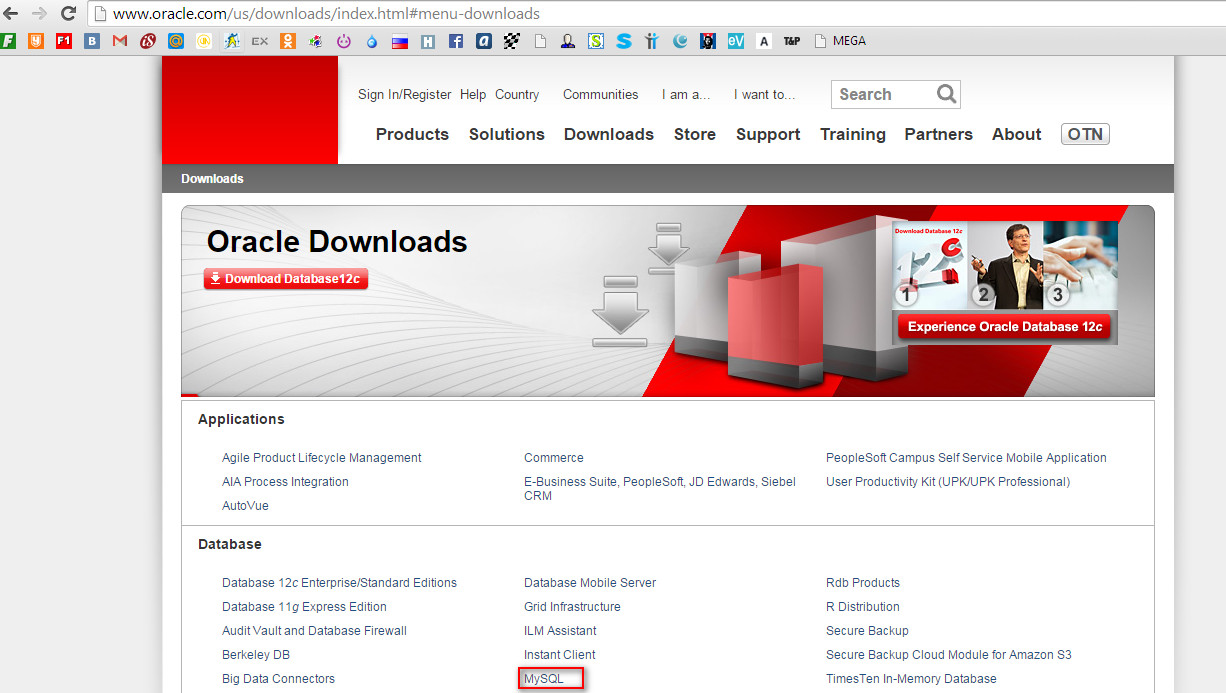 www.oracle.com/us/downloads/index.html#menu-downloads
EX
T&P
MEGA
Sign In/Register Help Country Communities I am a... I want to... Search
Products Solutions Downloads Store Support Training Partners About OTN
Downloads
Oracle Downloads
Download Database12c
Download Database 12c
12c
1 2 3
Experience Oracle Database 12c
Applications
Agile Product Lifecycle Management
AIA Process Integration
AutoVue
Commerce
E-Business Suite, PeopleSoft, JD Edwards, Siebel
CRM
PeopleSoft Campus Self Service Mobile Application
User Productivity Kit (UPK/UPK Professional)
Database
Database 12c Enterprise/Standard Editions
Database 11g Express Edition
Audit Vault and Database Firewall
Berkeley DB
Big Data Connectors
Database Mobile Server
Grid Infrastructure
ILM Assistant
Instant Client
MySQL
Rdb Products
R Distribution
Secure Backup
Secure Backup Cloud Module for Amazon S3
TimesTen In-Memory Database